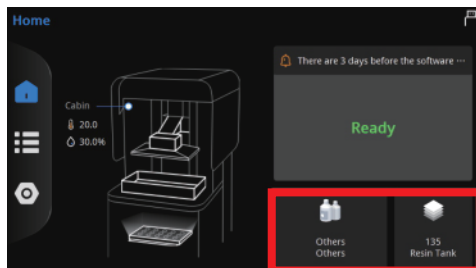 Home
There are 3 days before the software ...
Cabin
20.0
30.0%
Ready
Others
Others
135
Resin Tank